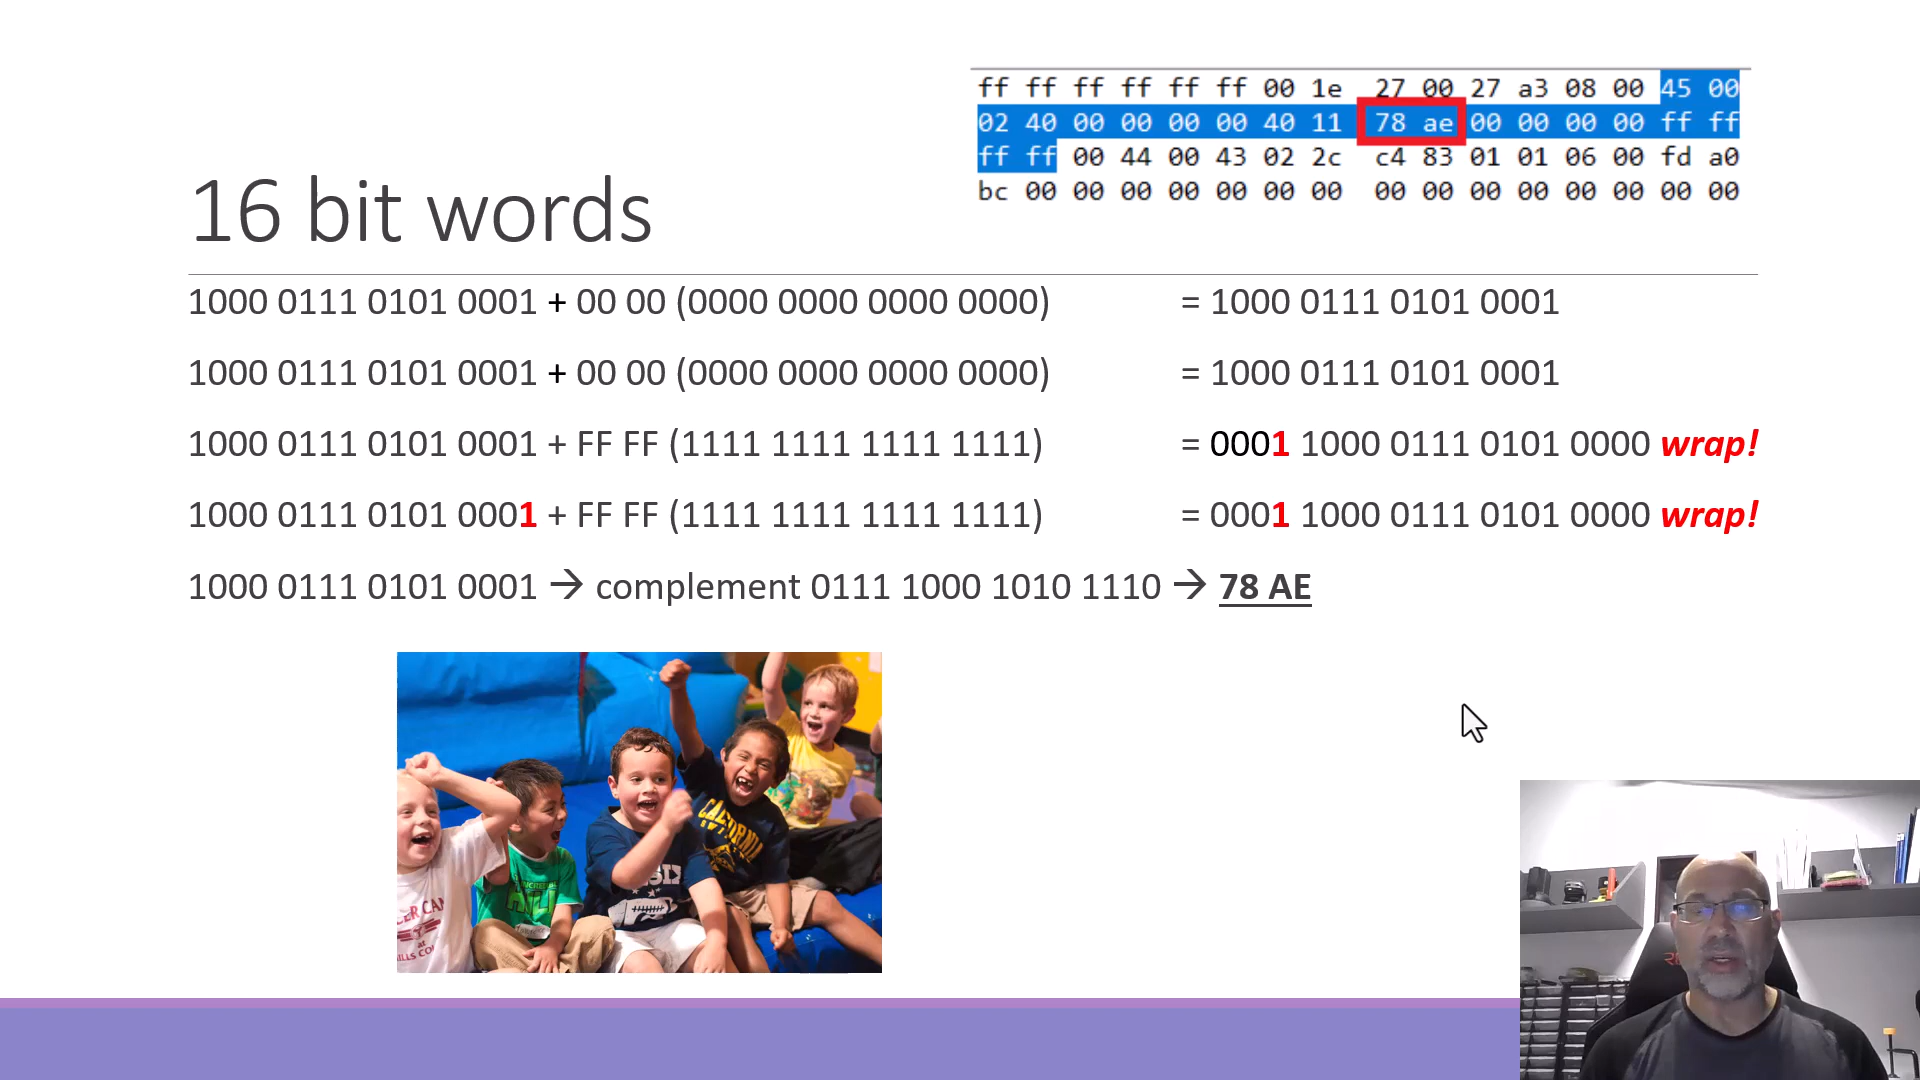 ff ff ff ff ff ff 00 1e 27 00 27 a3 08 00 45 00
02 40 00 00 00 00 40 11 78 ae 00 00 00 00 ff ff
ff ff 00 44 00 43 02 2c c4 83 01 01 06 00 fd a0
bc 00 00 00 00 00 00 00 00 00 00 00 00 00 00 00
16 bit words
1000 0111 0101 0001 + 00 00 (0000 0000 0000 0000) = 1000 0111 0101 0001
1000 0111 0101 0001 + 00 00 (0000 0000 0000 0000) = 1000 0111 0101 0001
1000 0111 0101 0001 + FF FF (1111 1111 1111 1111) = 0001 1000 0111 0101 0000 wrap!
1000 0111 0101 0001 + FF FF (1111 1111 1111 1111) = 0001 1000 0111 0101 0000 wrap!
1000 0111 0101 0001 → complement 0111 1000 1010 1110 → 78 AE
CALIFORNIA